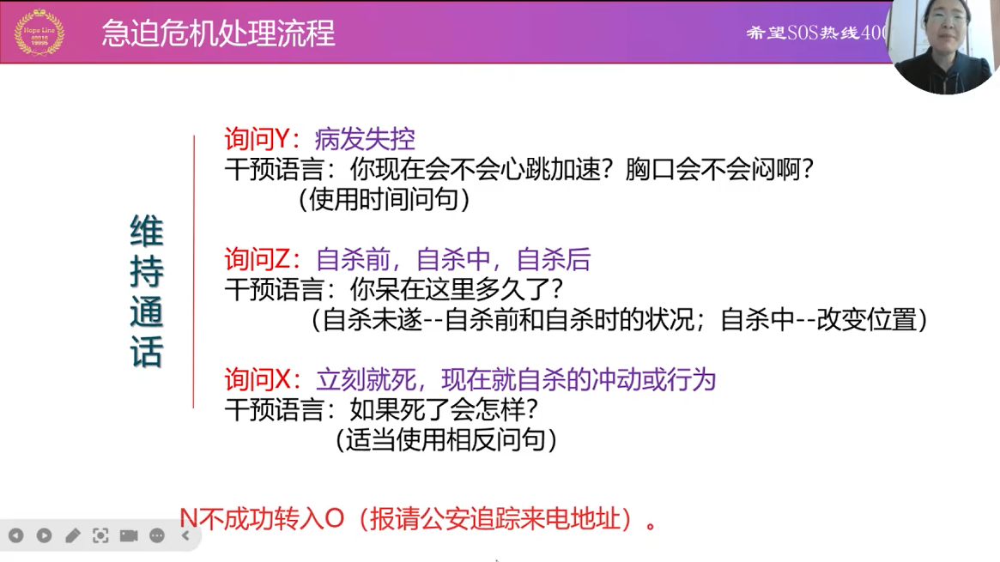 Hope Line
40016
19995
急迫危机处理流程
希望SOS热线400
维持通话
询问Y：病发失控
干预语言：你现在会不会心跳加速？胸口会不会闷啊？
（使用时间问句）
询问Z：自杀前，自杀中，自杀后
干预语言：你呆在这里多久了？
（自杀未遂--自杀前和自杀时的状况；自杀中--改变位置）
询问X：立刻就死，现在就自杀的冲动或行为
干预语言：如果死了会怎样？
（适当使用相反问句）
N不成功转入O（报请公安追踪来电地址）。